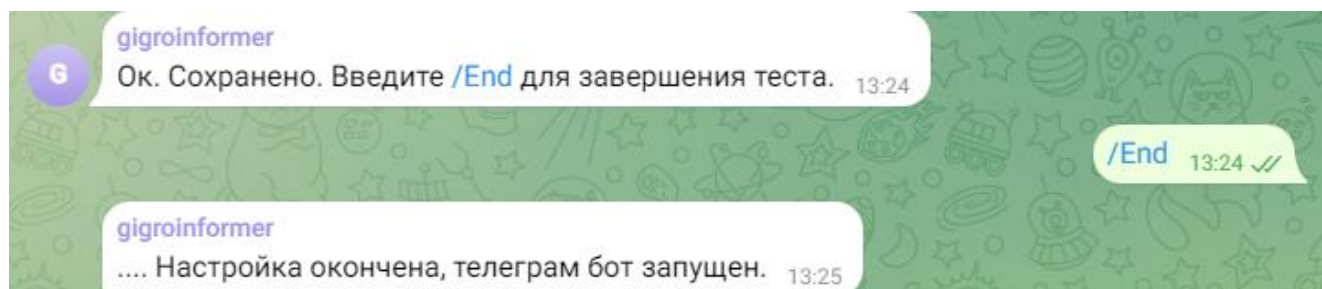 gigroinformer
G
Ок. Сохранено. Введите /End для завершения теста. 13:24
/End 13:24
gigroinformer
.... Настройка окончена, телеграм бот запущен. 13:25